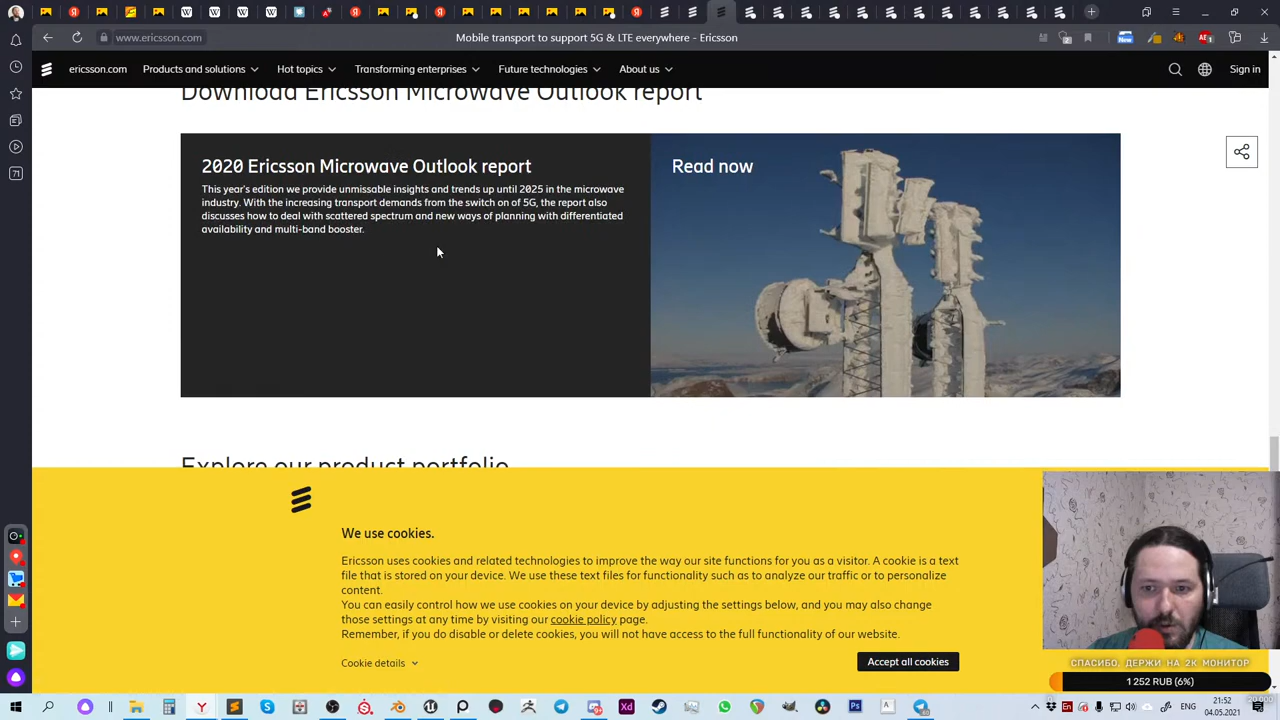 www.ericsson.com
Mobile transport to support 5G & LTE everywhere - Ericsson
New
ericsson.com
Products and solutions
Hot topics
Transforming enterprises
Future technologies
About us
Sign in
Download Ericsson Microwave Outlook report
2020 Ericsson Microwave Outlook report
This year's edition we provide unmissable insights and trends up until 2025 in the microwave
industry. With the increasing transport demands from the switch on of 5G, the report also
discusses how to deal with scattered spectrum and new ways of planning with differentiated
availability and multi-band booster.
Read now
Explore our product portfolio
We use cookies.
Ericsson uses cookies and related technologies to improve the way our site functions for you as a visitor. A cookie is a text
file that is stored on your device. We use these text files for functionality such as to analyze our traffic or to personalize
content.
You can easily control how we use cookies on your device by adjusting the settings below, and you may also change
those settings at any time by visiting our cookie policy page.
Remember, if you do disable or delete cookies, you will not have access to the full functionality of our website.
Cookie details
Accept all cookies
СПАСИБО, ДЕРЖИ НА 2К МОНИТОР
1 252 RUB (6%)
ENG
21:52
04.05.2021